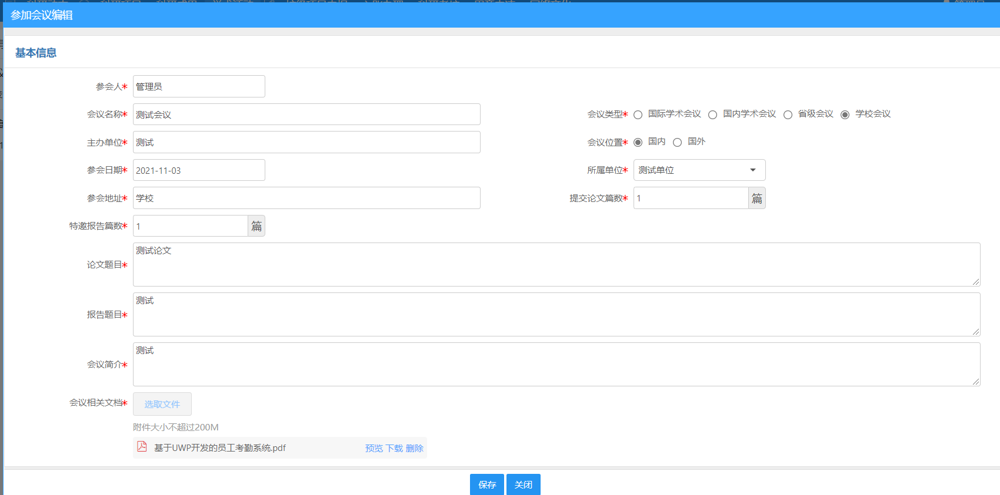 参加会议编辑
基本信息
参会人* 管理员
会议名称* 测试会议 会议类型* 国际学术会议 国内学术会议 省级会议 学校会议
主办单位* 测试 会议位置* 国内 国外
参会日期* 2021-11-03 所属单位* 测试单位
参会地址* 学校 提交论文篇数* 1 篇
特邀报告篇数* 1 篇
论文题目* 测试论文
报告题目* 测试
会议简介* 测试
会议相关文档* 选取文件
附件大小不超过200M
基于UWP开发的员工考勤系统.pdf 预览 下载 删除
保存 关闭